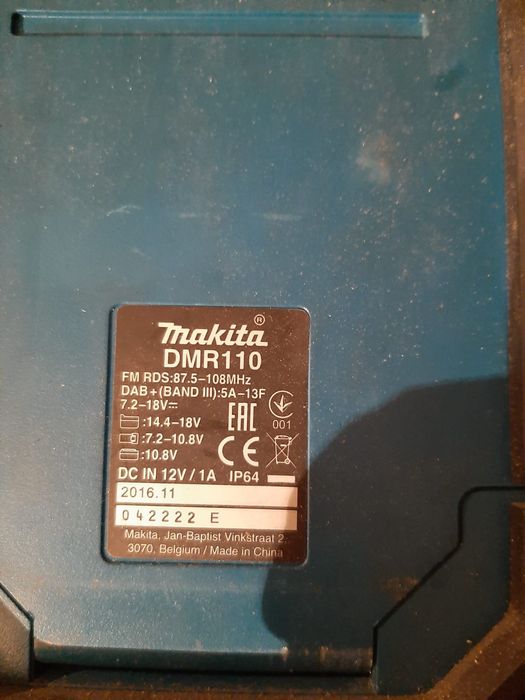 makita®
DMR110
FM RDS:87.5–108MHz
DAB+(BAND III):5A–13F
7.2–18V
:14.4–18V
:7.2–10.8V
:10.8V
EAC
001
CE
DC IN 12V / 1A IP64
2016.11
042222 E
Makita, Jan-Baptist Vinkstraat 2,
3070, Belgium / Made in China